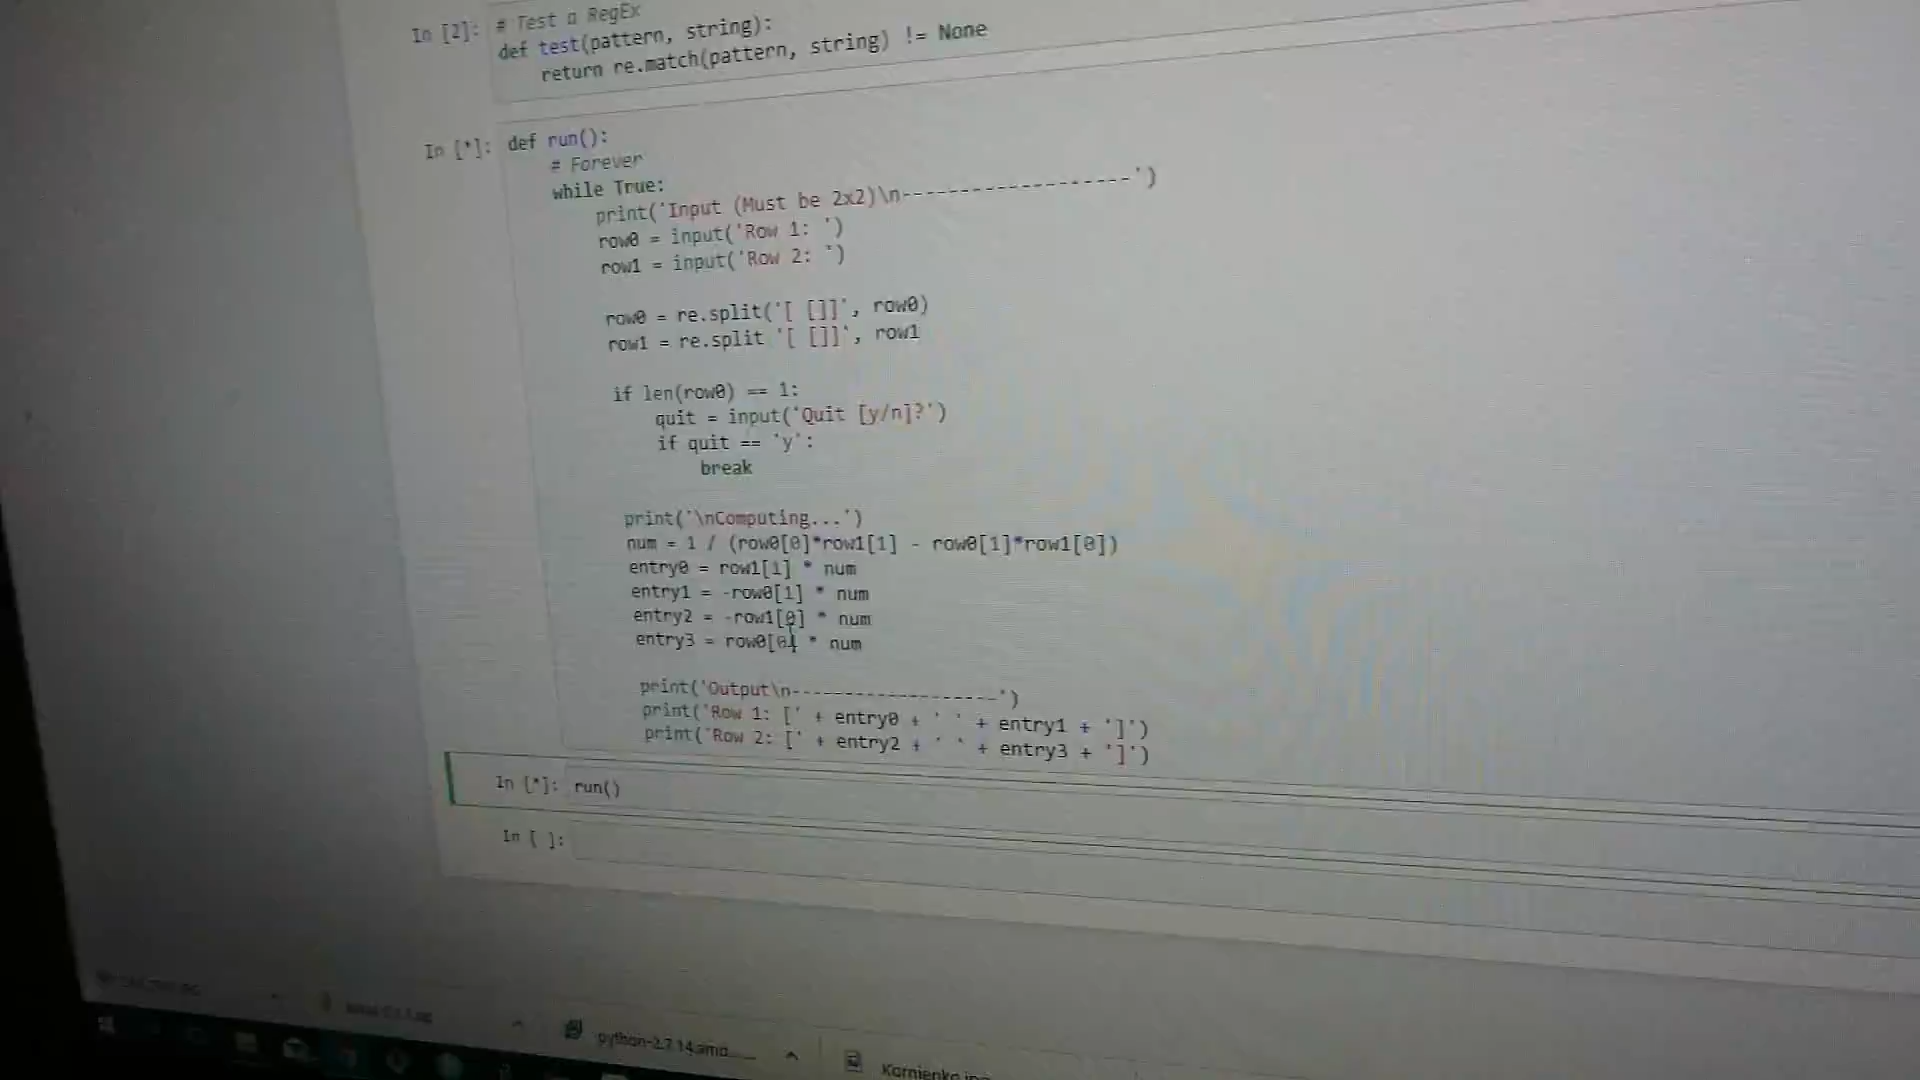 In [2]: # Test a RegEx
def test(pattern, string):
return re.match(pattern, string) != None
In [*]: def run():
# Forever
while True:
print('Input (Must be 2x2)\n-------------------')
row0 = input('Row 1: ')
row1 = input('Row 2: ')
row0 = re.split('[ []]', row0)
row1 = re.split '[ []]', row1
if len(row0) == 1:
quit = input('Quit [y/n]?')
if quit == 'y':
break
print('\nComputing...')
num = 1 / (row0[0]*row1[1] - row0[1]*row1[0])
entry0 = row1[1] * num
entry1 = -row0[1] * num
entry2 = -row1[0] * num
entry3 = row0[0] * num
print('Output\n-------------------')
print('Row 1: [' + entry0 + ' ' + entry1 + ']')
print('Row 2: [' + entry2 + ' ' + entry3 + ']')
In [*]: run()
In [ ]:
python-2.7.14.amd....
Kornienko.jpg